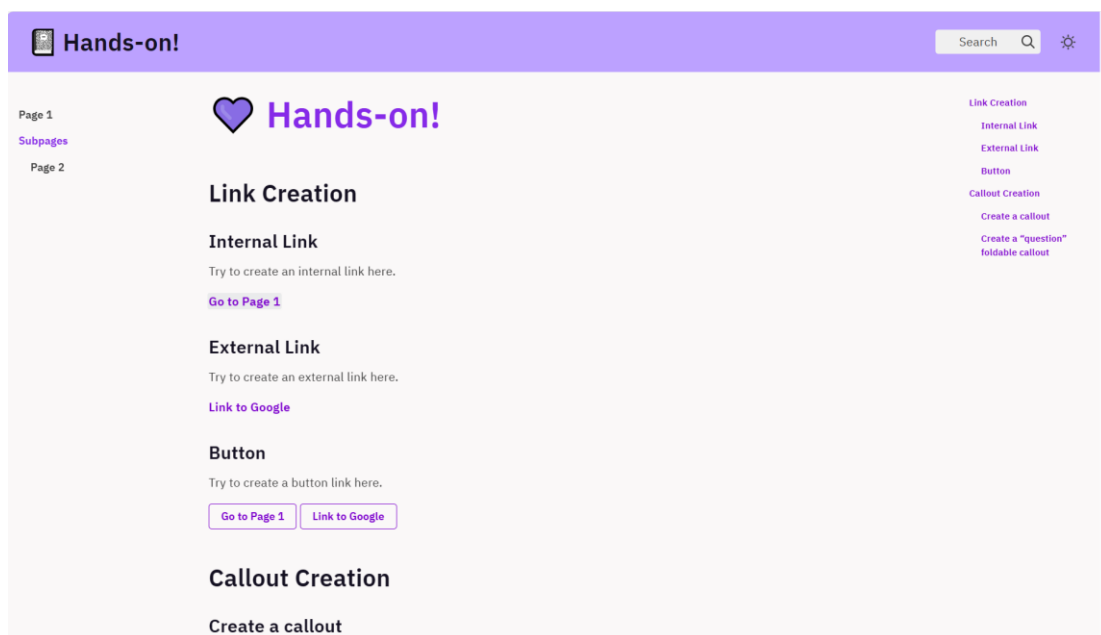 Hands-on!
Search
Page 1
Subpages
Page 2
Hands-on!
Link Creation
Internal Link
Try to create an internal link here.
Go to Page 1
External Link
Try to create an external link here.
Link to Google
Button
Try to create a button link here.
Go to Page 1
Link to Google
Callout Creation
Create a callout
Link Creation
Internal Link
External Link
Button
Callout Creation
Create a callout
Create a “question”
foldable callout